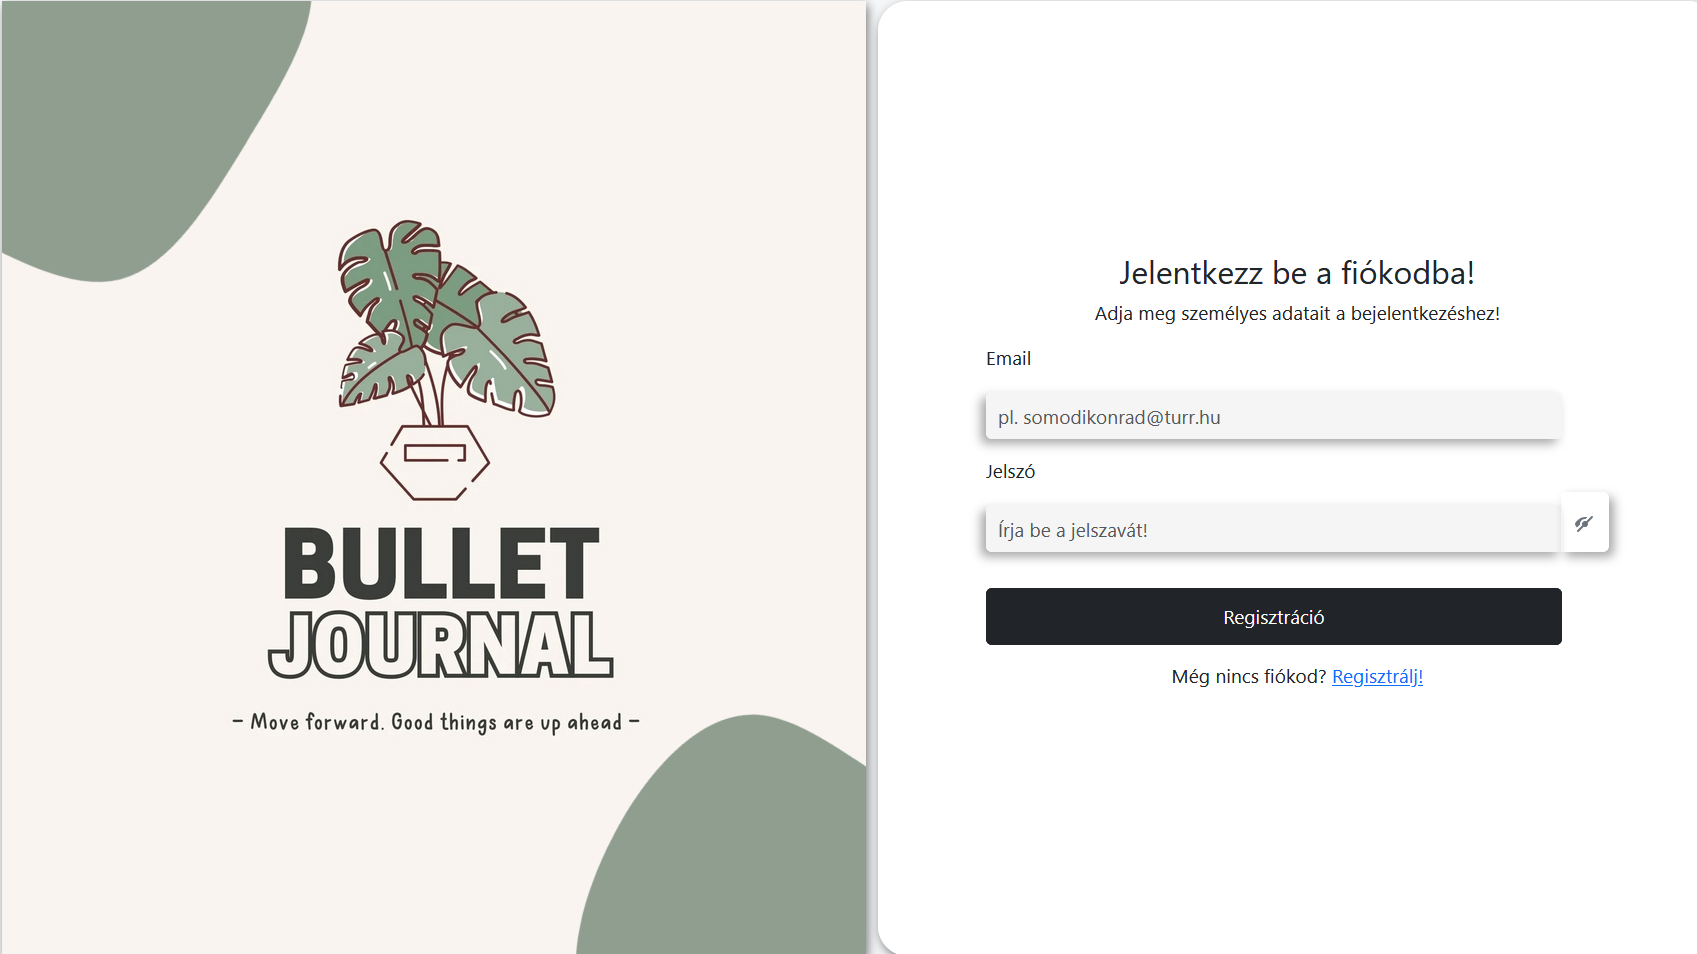 BULLET
JOURNAL
– Move forward. Good things are up ahead –
Jelentkezz be a fiókodba!
Adja meg személyes adatait a bejelentkezéshez!
Email
pl. somodikonrad@turr.hu
Jelszó
Írja be a jelszavát!
Regisztráció
Még nincs fiókod? Regisztrálj!